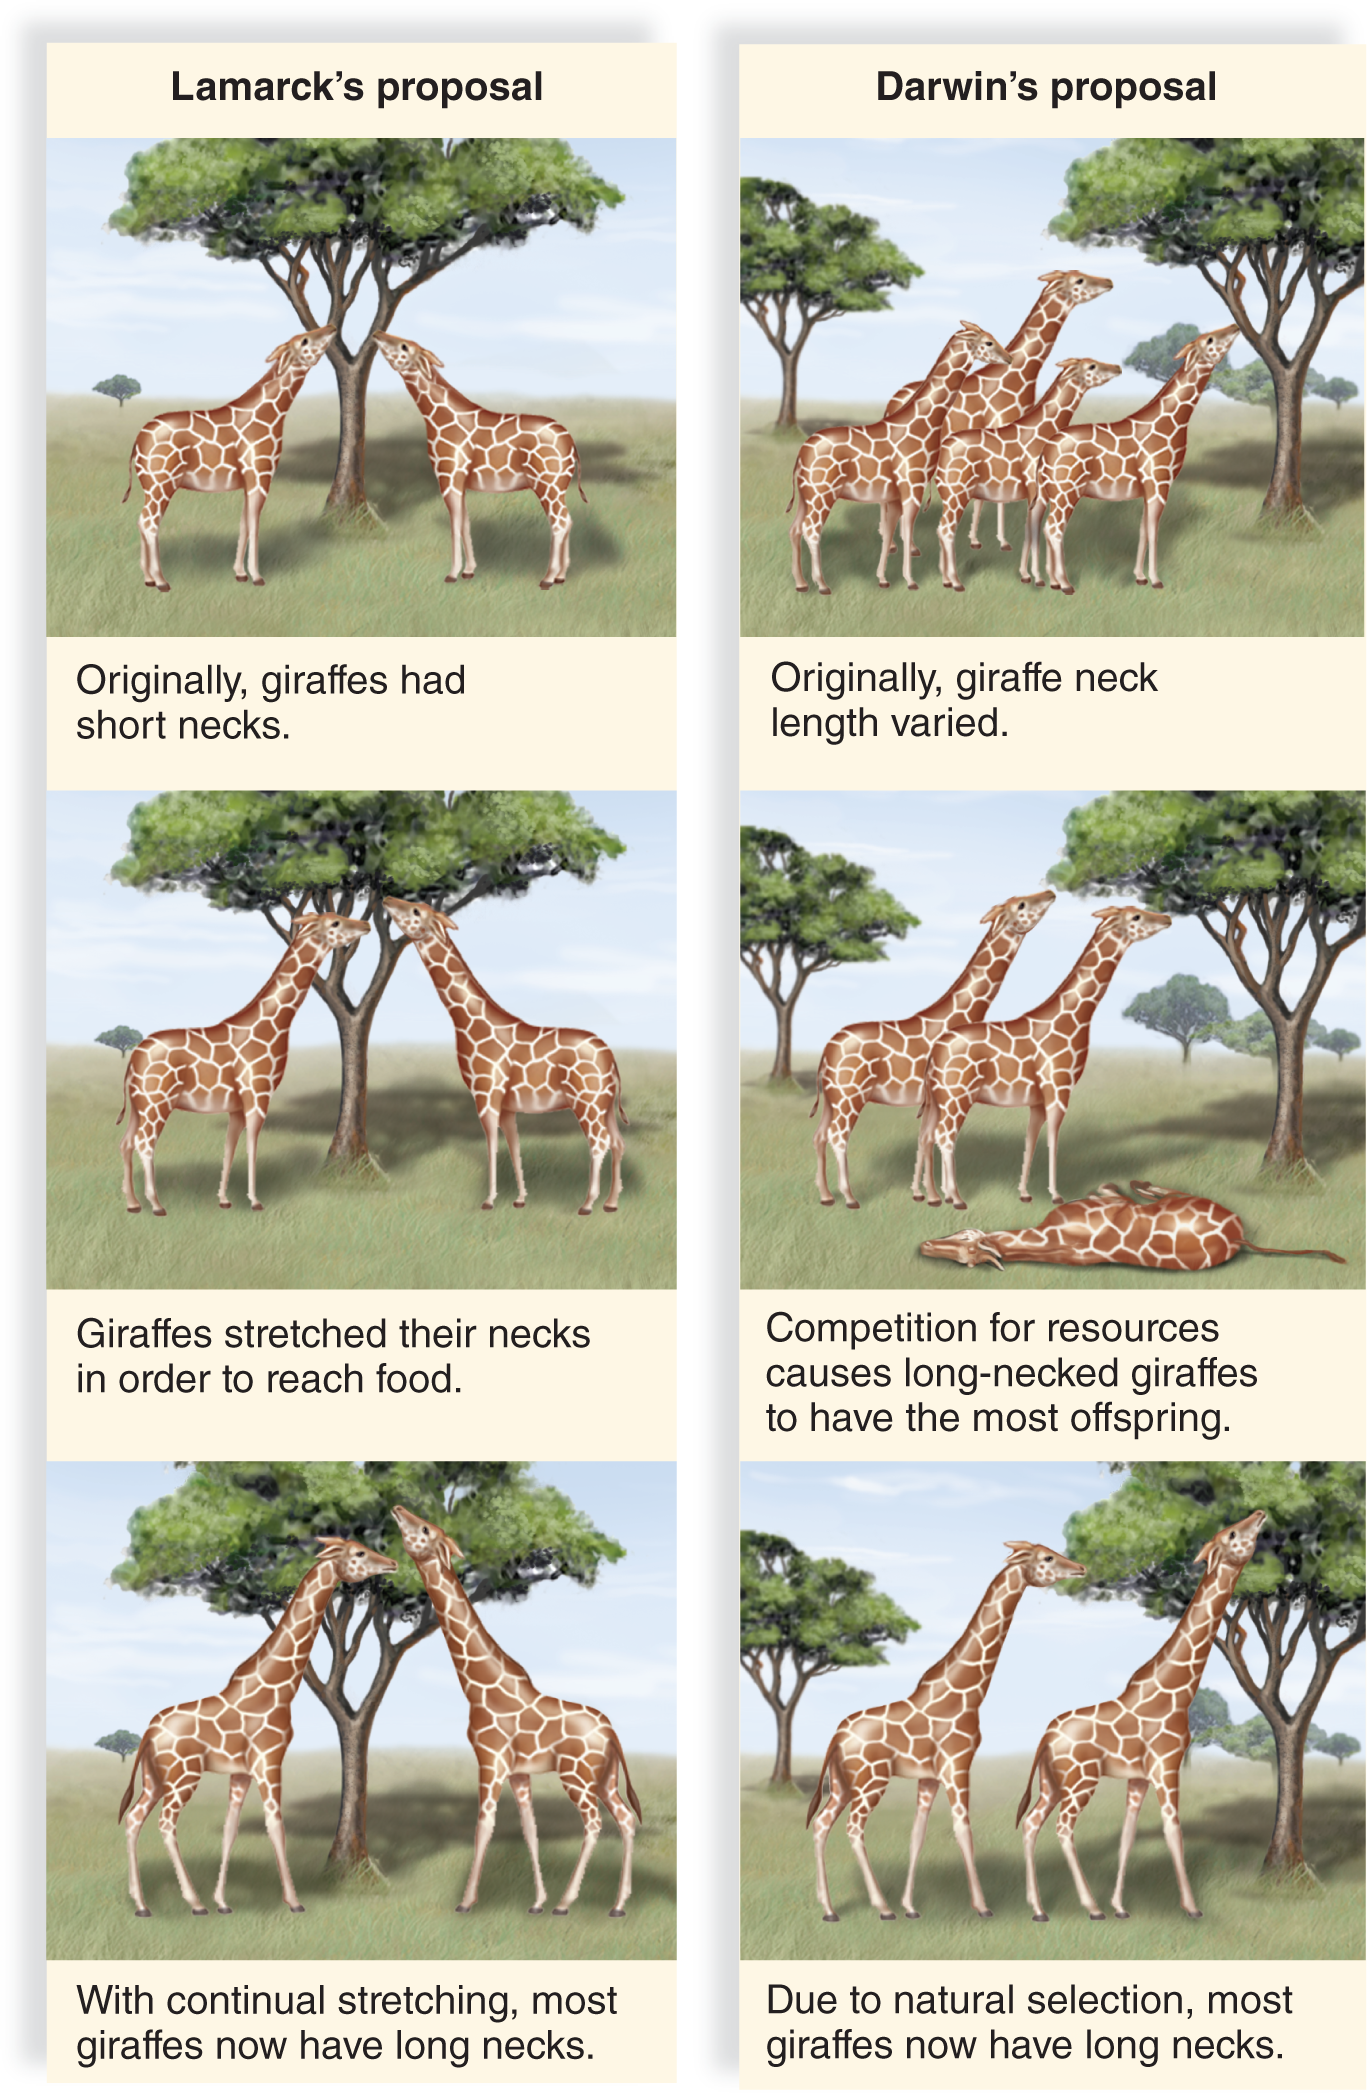 Lamarck’s proposal
Originally, giraffes had
short necks.
Giraffes stretched their necks
in order to reach food.
With continual stretching, most
giraffes now have long necks.
Darwin’s proposal
Originally, giraffe neck
length varied.
Competition for resources
causes long-necked giraffes
to have the most offspring.
Due to natural selection, most
giraffes now have long necks.